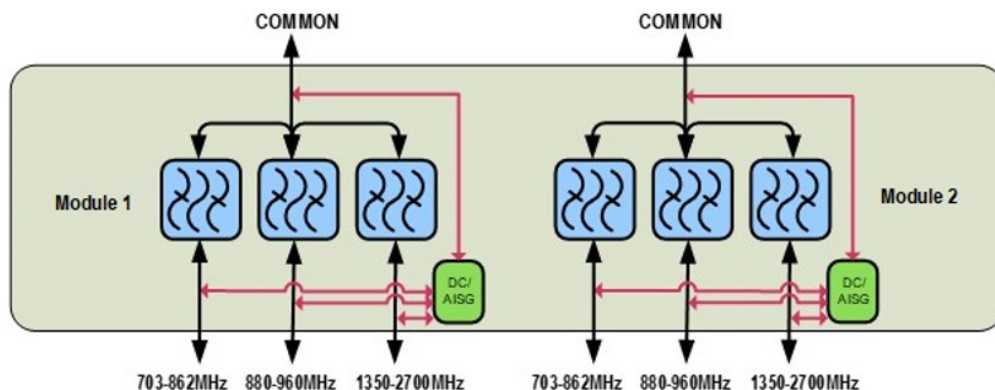 COMMON COMMON
Module 1 Module 2
DC/
AISG
DC/
AISG
703-862MHz 880-960MHz 1350-2700MHz 703-862MHz 880-960MHz 1350-2700MHz